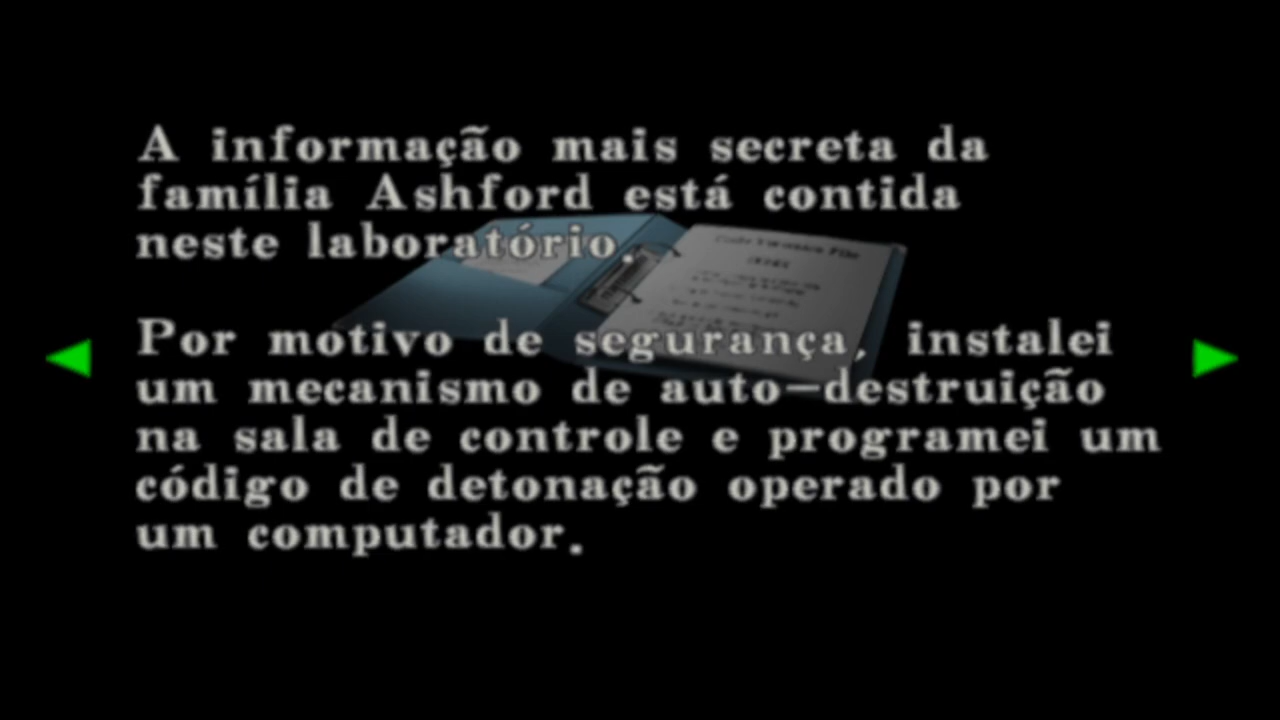 A informação mais secreta da
família Ashford está contida
neste laboratório.
Por motivo de segurança, instalei
um mecanismo de auto-destruição
na sala de controle e programei um
código de detonação operado por
um computador.